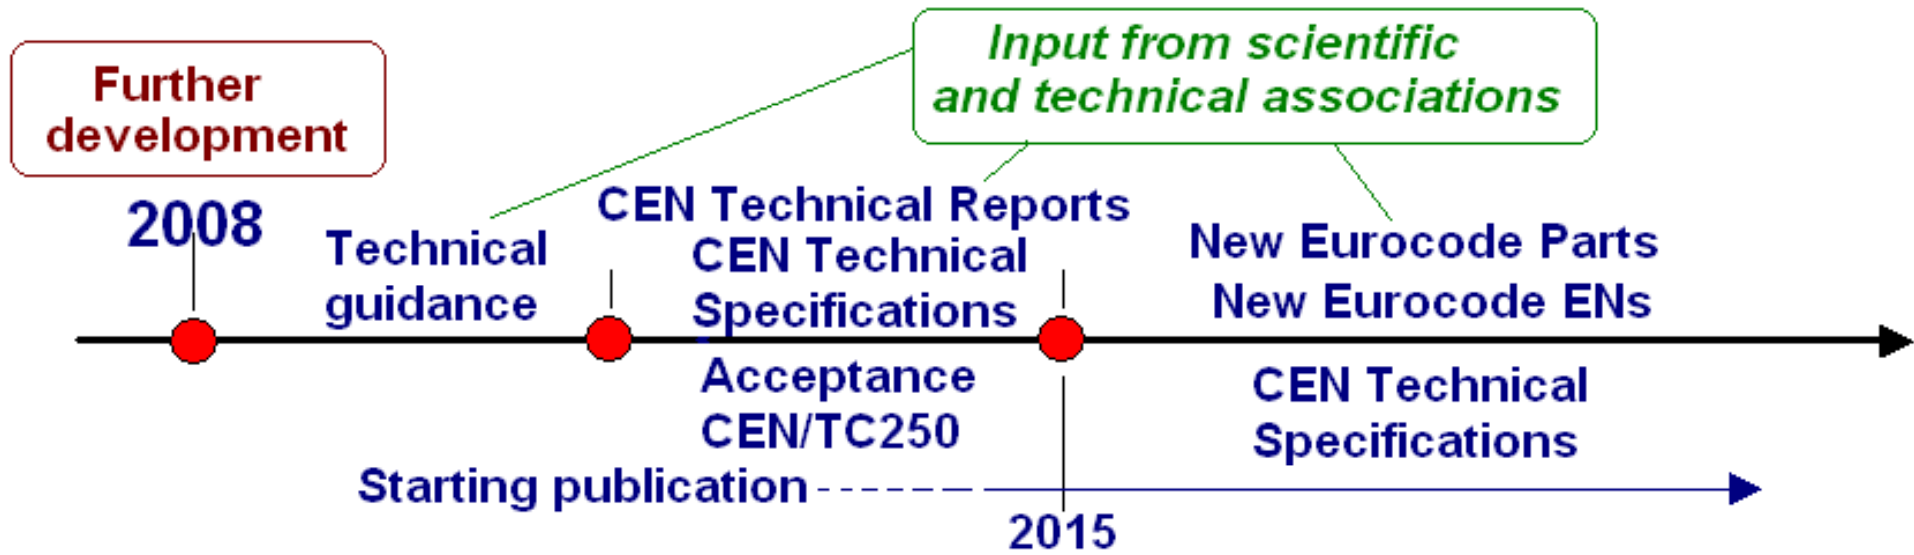 Further
development
Input from scientific
and technical associations
2008
Technical
guidance
CEN Technical Reports
CEN Technical
Specifications
New Eurocode Parts
New Eurocode ENs
Acceptance
CEN/TC250
CEN Technical
Specifications
Starting publication
2015